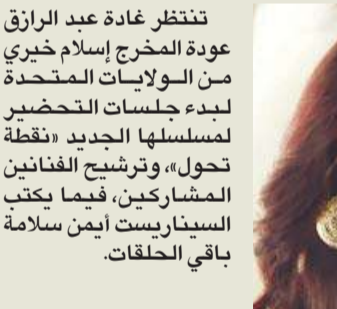 تنتظر غادة عبد الرازق
عودة المخرج إسلام خيري
من الولايات المتحدة
لبدء جلسات التحضير
لمسلسلها الجديد «نقطة
تحول»، وترشيح الفنانين
المشاركين، فيما يكتب
السيناريست أيمن سلامة
باقي الحلقات.